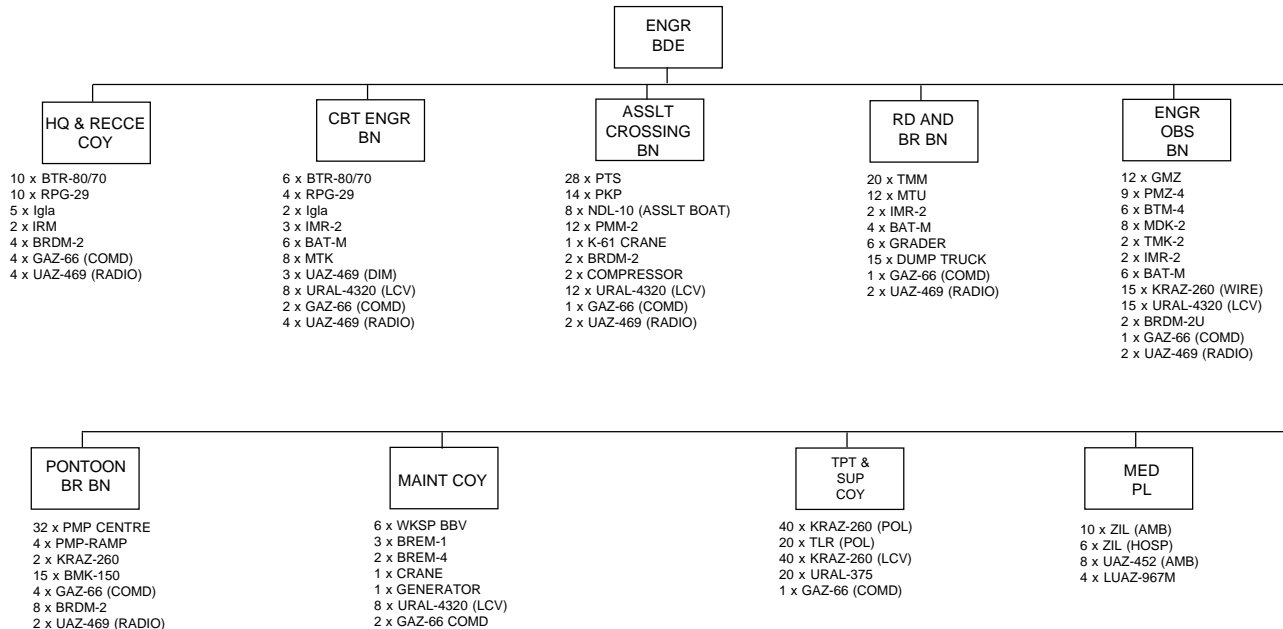 ENGR
BDE
HQ & RECCE
COY
10 x BTR-80/70
10 x RPG-29
5 x Igla
2 x IRM
4 x BRDM-2
4 x GAZ-66 (COMD)
4 x UAZ-469 (RADIO)
CBT ENGR
BN
6 x BTR-80/70
4 x RPG-29
2 x Igla
3 x IMR-2
6 x BAT-M
8 x MTK
3 x UAZ-469 (DIM)
8 x URAL-4320 (LCV)
2 x GAZ-66 (COMD)
4 x UAZ-469 (RADIO)
ASSLT
CROSSING
BN
28 x PTS
14 x PKP
8 x NDL-10 (ASSLT BOAT)
12 x PMM-2
1 x K-61 CRANE
2 x BRDM-2
2 x COMPRESSOR
12 x URAL-4320 (LCV)
1 x GAZ-66 (COMD)
2 x UAZ-469 (RADIO)
RD AND
BR BN
20 x TMM
12 x MTU
2 x IMR-2
4 x BAT-M
6 x GRADER
15 x DUMP TRUCK
1 x GAZ-66 (COMD)
2 x UAZ-469 (RADIO)
ENGR
OBS
BN
12 x GMZ
9 x PMZ-4
6 x BTM-4
8 x MDK-2
2 x TMK-2
2 x IMR-2
6 x BAT-M
15 x KRAZ-260 (WIRE)
15 x URAL-4320 (LCV)
2 x BRDM-2U
1 x GAZ-66 (COMD)
2 x UAZ-469 (RADIO)
PONTOON
BR BN
32 x PMP CENTRE
4 x PMP-RAMP
2 x KRAZ-260
15 x BMK-150
4 x GAZ-66 (COMD)
8 x BRDM-2
2 x UAZ-469 (RADIO)
MAINT COY
6 x WKSP BBV
3 x BREM-1
2 x BREM-4
1 x CRANE
1 x GENERATOR
8 x URAL-4320 (LCV)
2 x GAZ-66 COMD
TPT &
SUP
COY
40 x KRAZ-260 (POL)
20 x TLR (POL)
40 x KRAZ-260 (LCV)
20 x URAL-375
1 x GAZ-66 (COMD)
MED
PL
10 x ZIL (AMB)
6 x ZIL (HOSP)
8 x UAZ-452 (AMB)
4 x LUAZ-967M